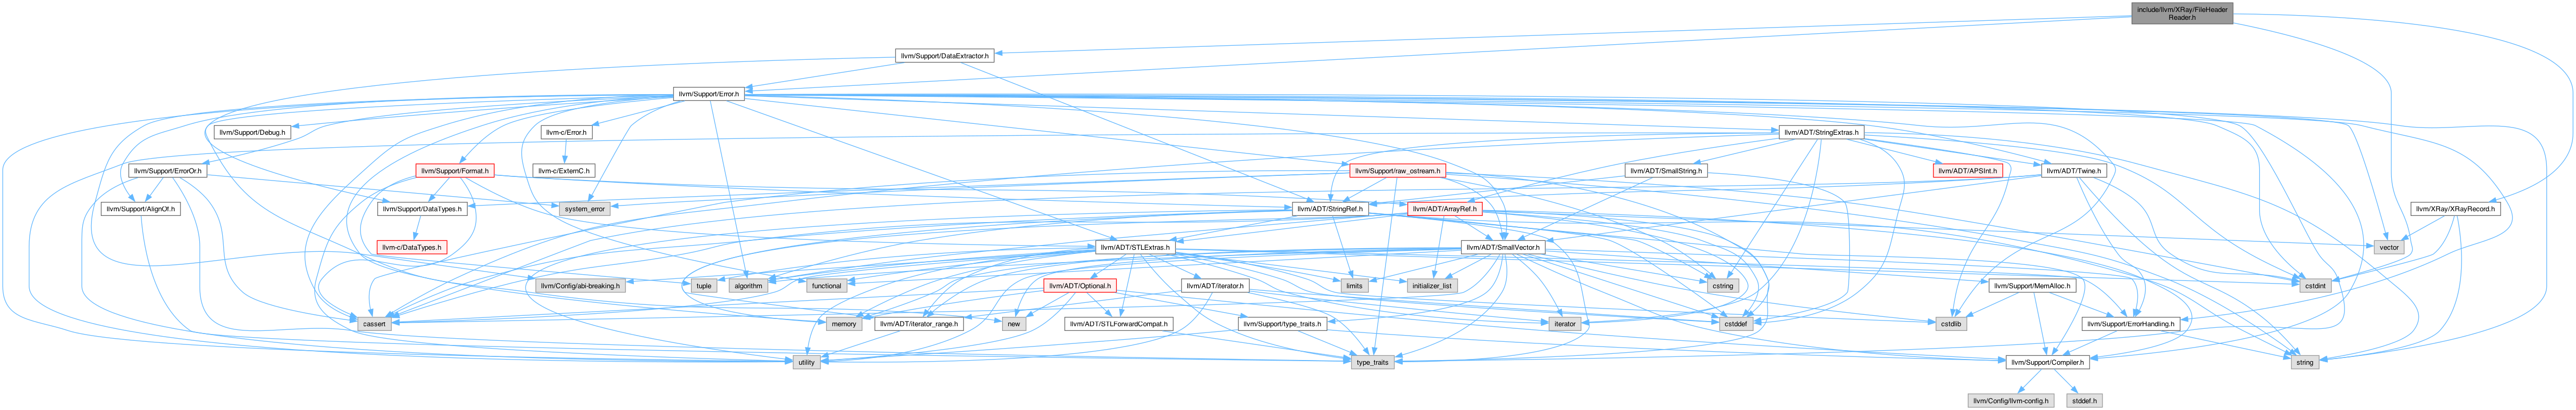 include/llvm/XRay/FileHeader
Reader.h
llvm/Support/DataExtractor.h
llvm/Support/Error.h
llvm/Support/Debug.h
llvm-c/Error.h
llvm/ADT/StringExtras.h
llvm/Support/ErrorOr.h
llvm/Support/Format.h
llvm-c/ExternC.h
llvm/Support/raw_ostream.h
llvm/ADT/SmallString.h
llvm/ADT/APSInt.h
llvm/ADT/Twine.h
llvm/Support/AlignOf.h
llvm/Support/DataTypes.h
system_error
llvm/ADT/StringRef.h
llvm/ADT/ArrayRef.h
llvm/XRay/XRayRecord.h
llvm-c/DataTypes.h
llvm/ADT/STLExtras.h
llvm/ADT/SmallVector.h
vector
llvm/Config/abi-breaking.h
tuple
algorithm
functional
llvm/ADT/Optional.h
llvm/ADT/iterator.h
limits
initializer_list
cstring
llvm/Support/MemAlloc.h
cstdint
cassert
memory
llvm/ADT/iterator_range.h
new
llvm/ADT/STLForwardCompat.h
llvm/Support/type_traits.h
iterator
cstddef
cstdlib
llvm/Support/ErrorHandling.h
utility
type_traits
llvm/Support/Compiler.h
string
llvm/Config/llvm-config.h
stddef.h